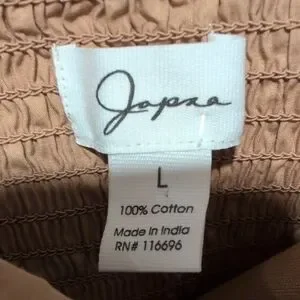 Japna
L
100% Cotton
Made In India
RN# 116696